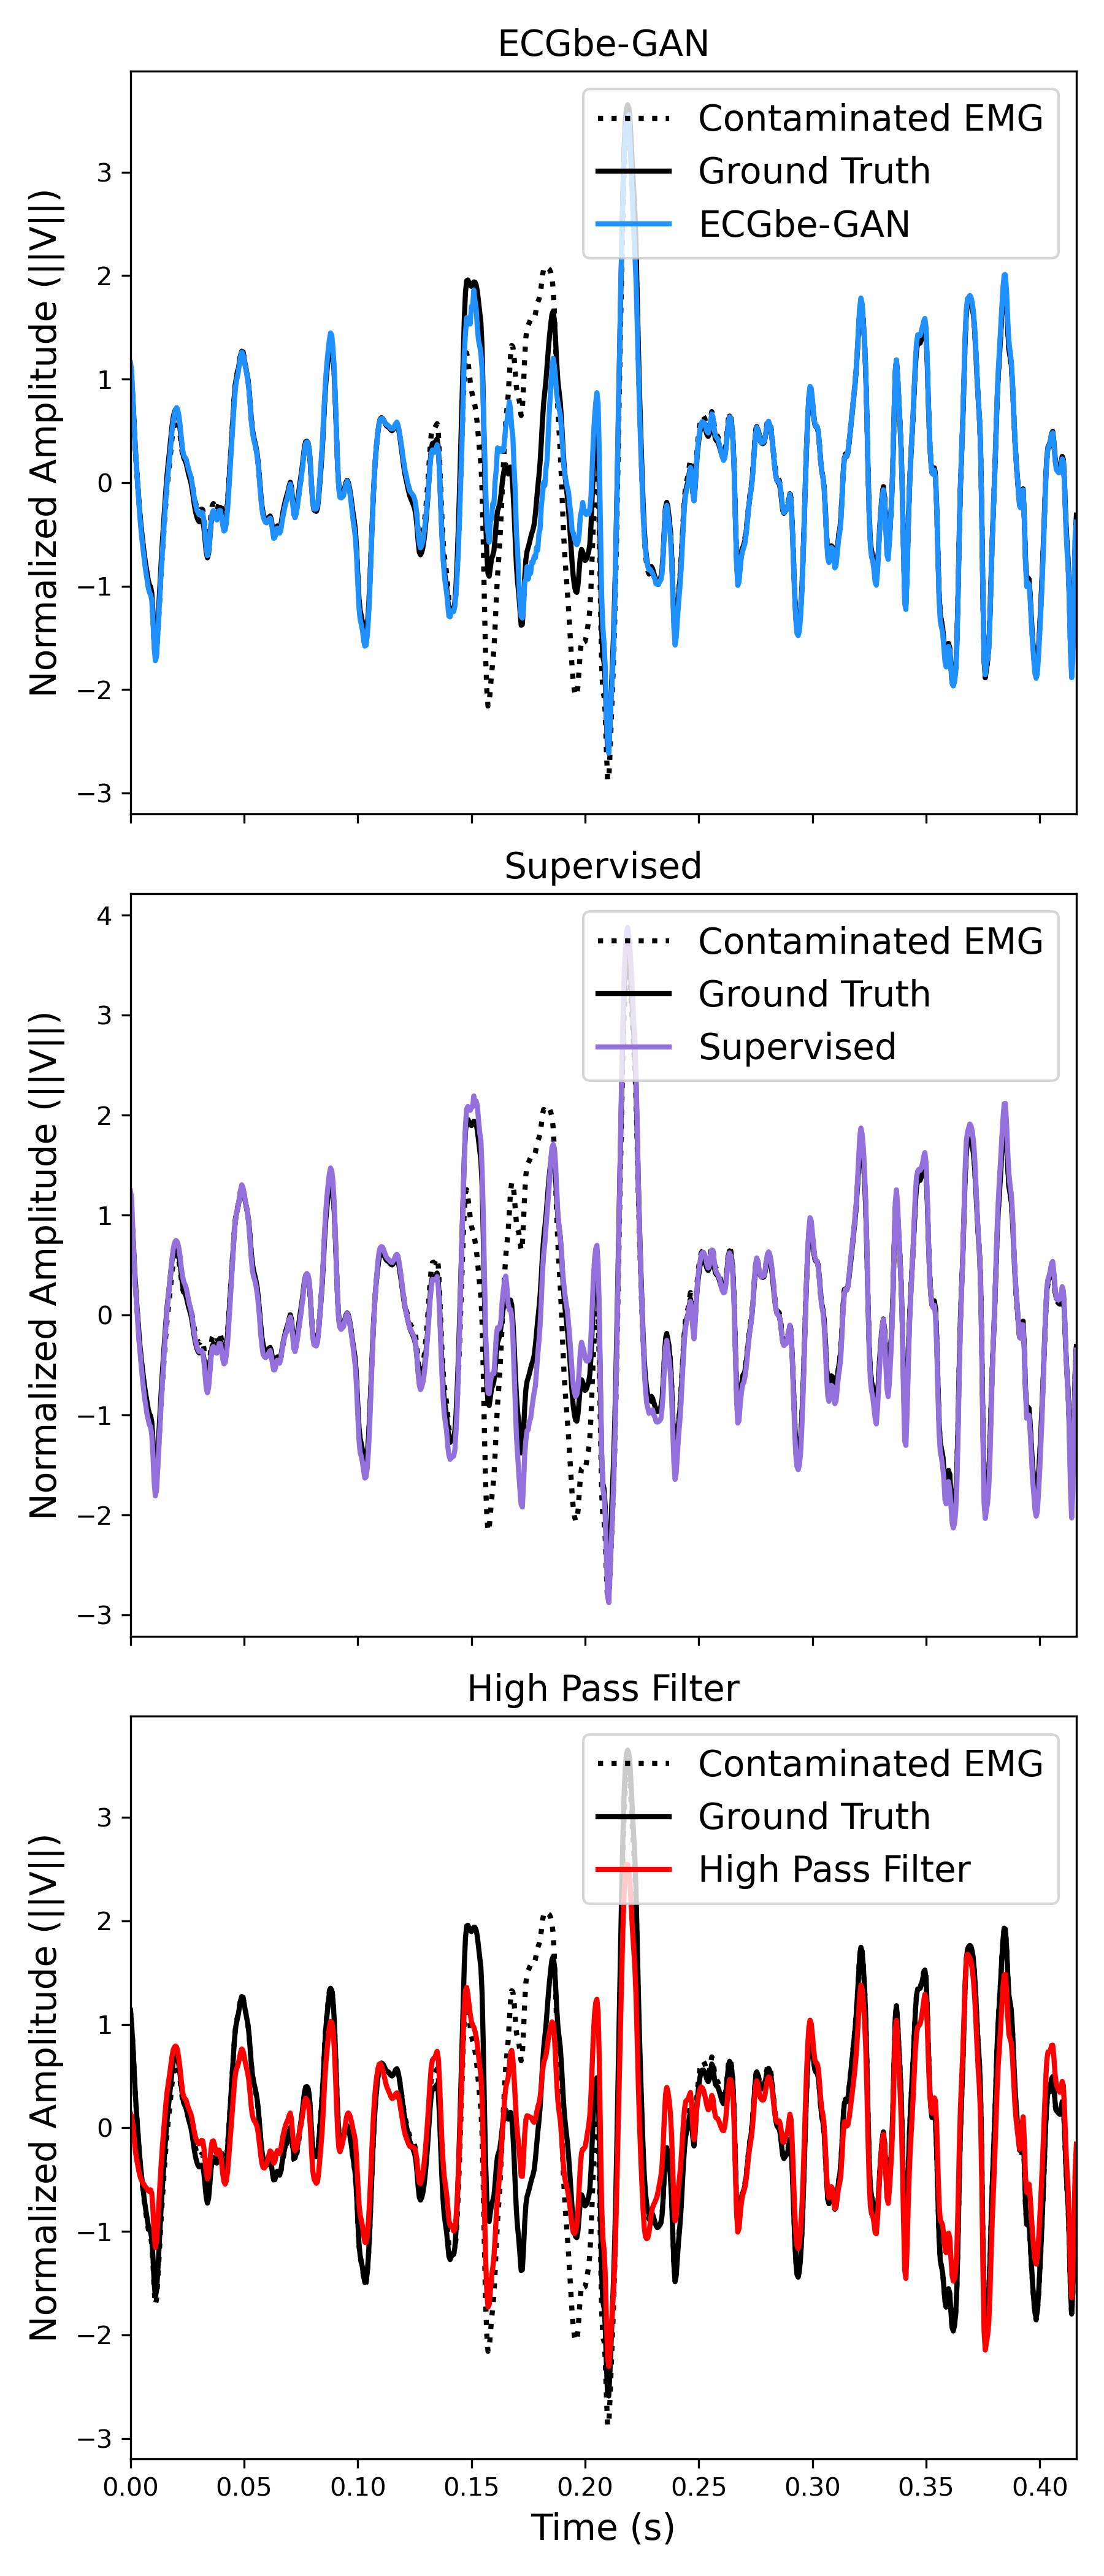 ECGbe-GAN
Contaminated EMG
Ground Truth
ECGbe-GAN
Normalized Amplitude (||V||)
3
2
1
0
−1
−2
−3
Supervised
Contaminated EMG
Ground Truth
Supervised
Normalized Amplitude (||V||)
4
3
2
1
0
−1
−2
−3
High Pass Filter
Contaminated EMG
Ground Truth
High Pass Filter
Normalized Amplitude (||V||)
3
2
1
0
−1
−2
−3
0.00 0.05 0.10 0.15 0.20 0.25 0.30 0.35 0.40
Time (s)